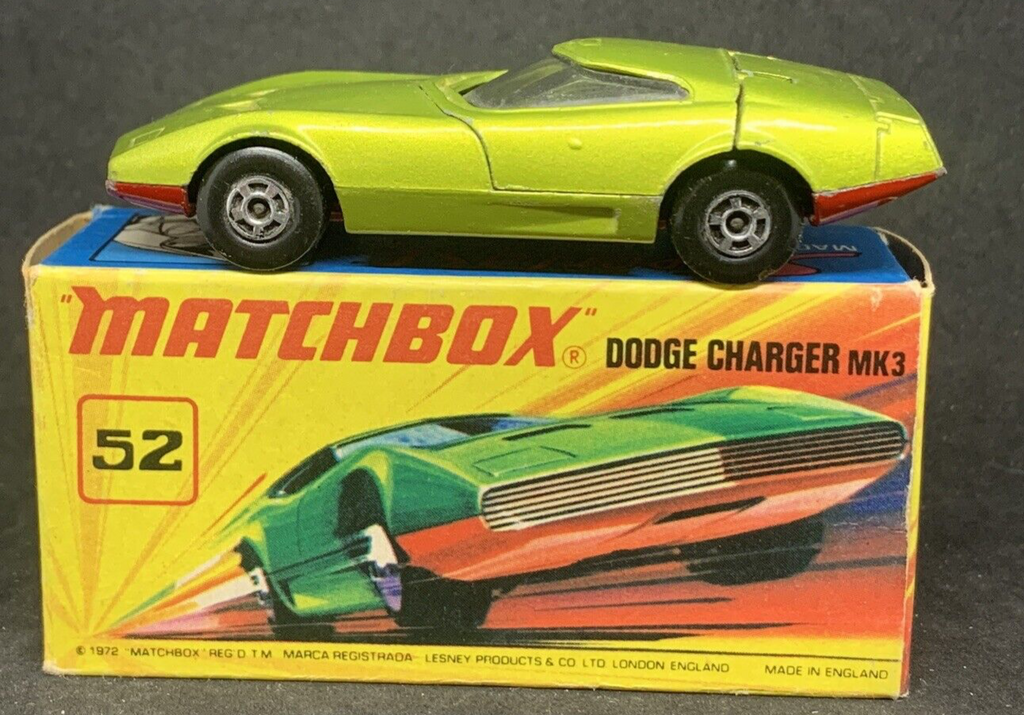 "MATCHBOX"® DODGE CHARGER MK3
52
© 1972 "MATCHBOX" REG'D T.M. MARCA REGISTRADA LESNEY PRODUCTS & CO. LTD. LONDON ENGLAND MADE IN ENGLAND